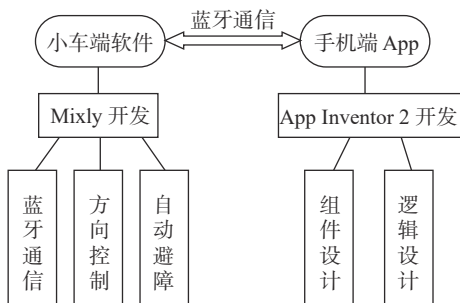 蓝牙通信
小车端软件
手机端 App
Mixly 开发
App Inventor 2 开发
蓝牙通信
方向控制
自动避障
组件设计
逻辑设计